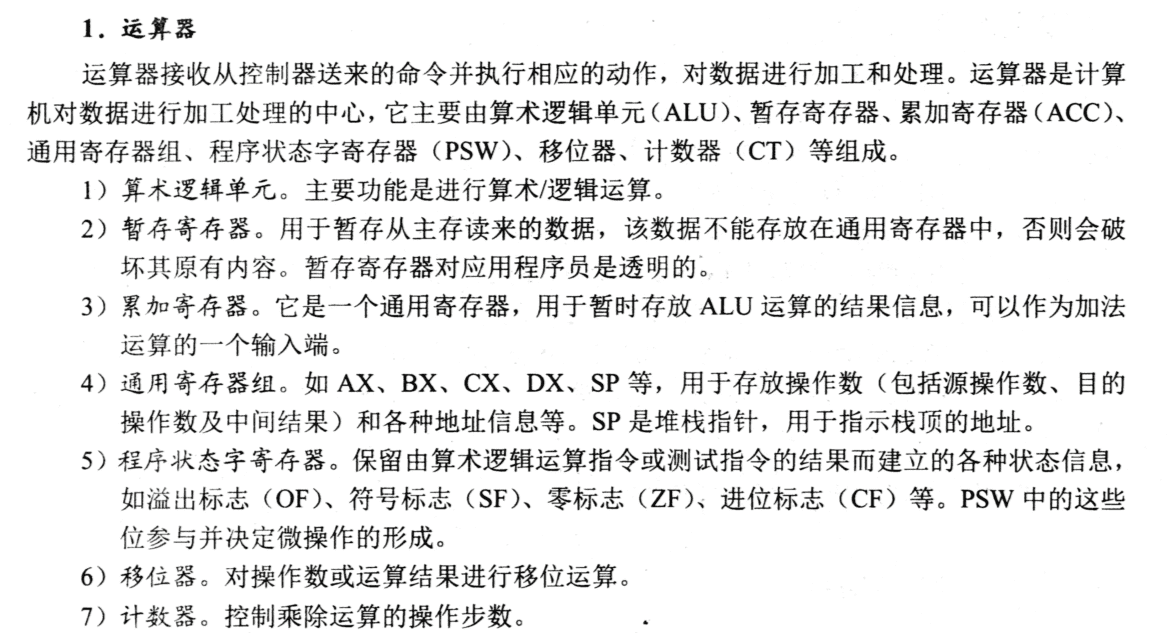 1. 运算器
运算器接收从控制器送来的命令并执行相应的动作，对数据进行加工和处理。运算器是计算
机对数据进行加工处理的中心，它主要由算术逻辑单元（ALU）、暂存寄存器、累加寄存器（ACC）、
通用寄存器组、程序状态字寄存器（PSW）、移位器、计数器（CT）等组成。
1）算术逻辑单元。主要功能是进行算术/逻辑运算。
2）暂存寄存器。用于暂存从主存读来的数据，该数据不能存放在通用寄存器中，否则会破
坏其原有内容。暂存寄存器对应用程序员是透明的。
3）累加寄存器。它是一个通用寄存器，用于暂时存放 ALU 运算的结果信息，可以作为加法
运算的一个输入端。
4）通用寄存器组。如 AX、BX、CX、DX、SP 等，用于存放操作数（包括源操作数、目的
操作数及中间结果）和各种地址信息等。SP 是堆栈指针，用于指示栈顶的地址。
5）程序状态字寄存器。保留由算术逻辑运算指令或测试指令的结果而建立的各种状态信息，
如溢出标志（OF）、符号标志（SF）、零标志（ZF）、进位标志（CF）等。PSW 中的这些
位参与并决定微操作的形成。
6）移位器。对操作数或运算结果进行移位运算。
7）计数器。控制乘除运算的操作步数。